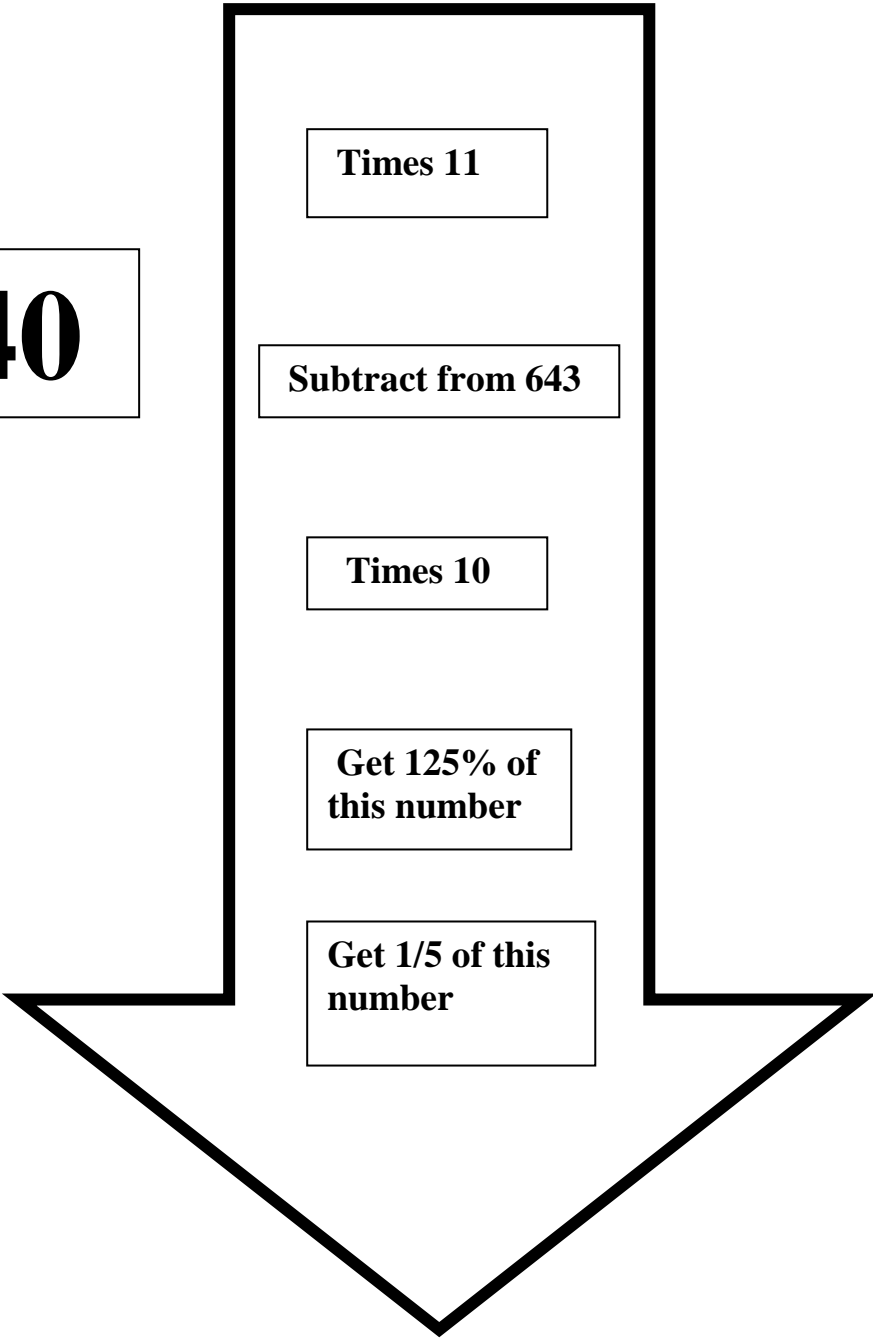 Times 11
40
Subtract from 643
Times 10
Get 125% of
this number
Get 1/5 of this
number